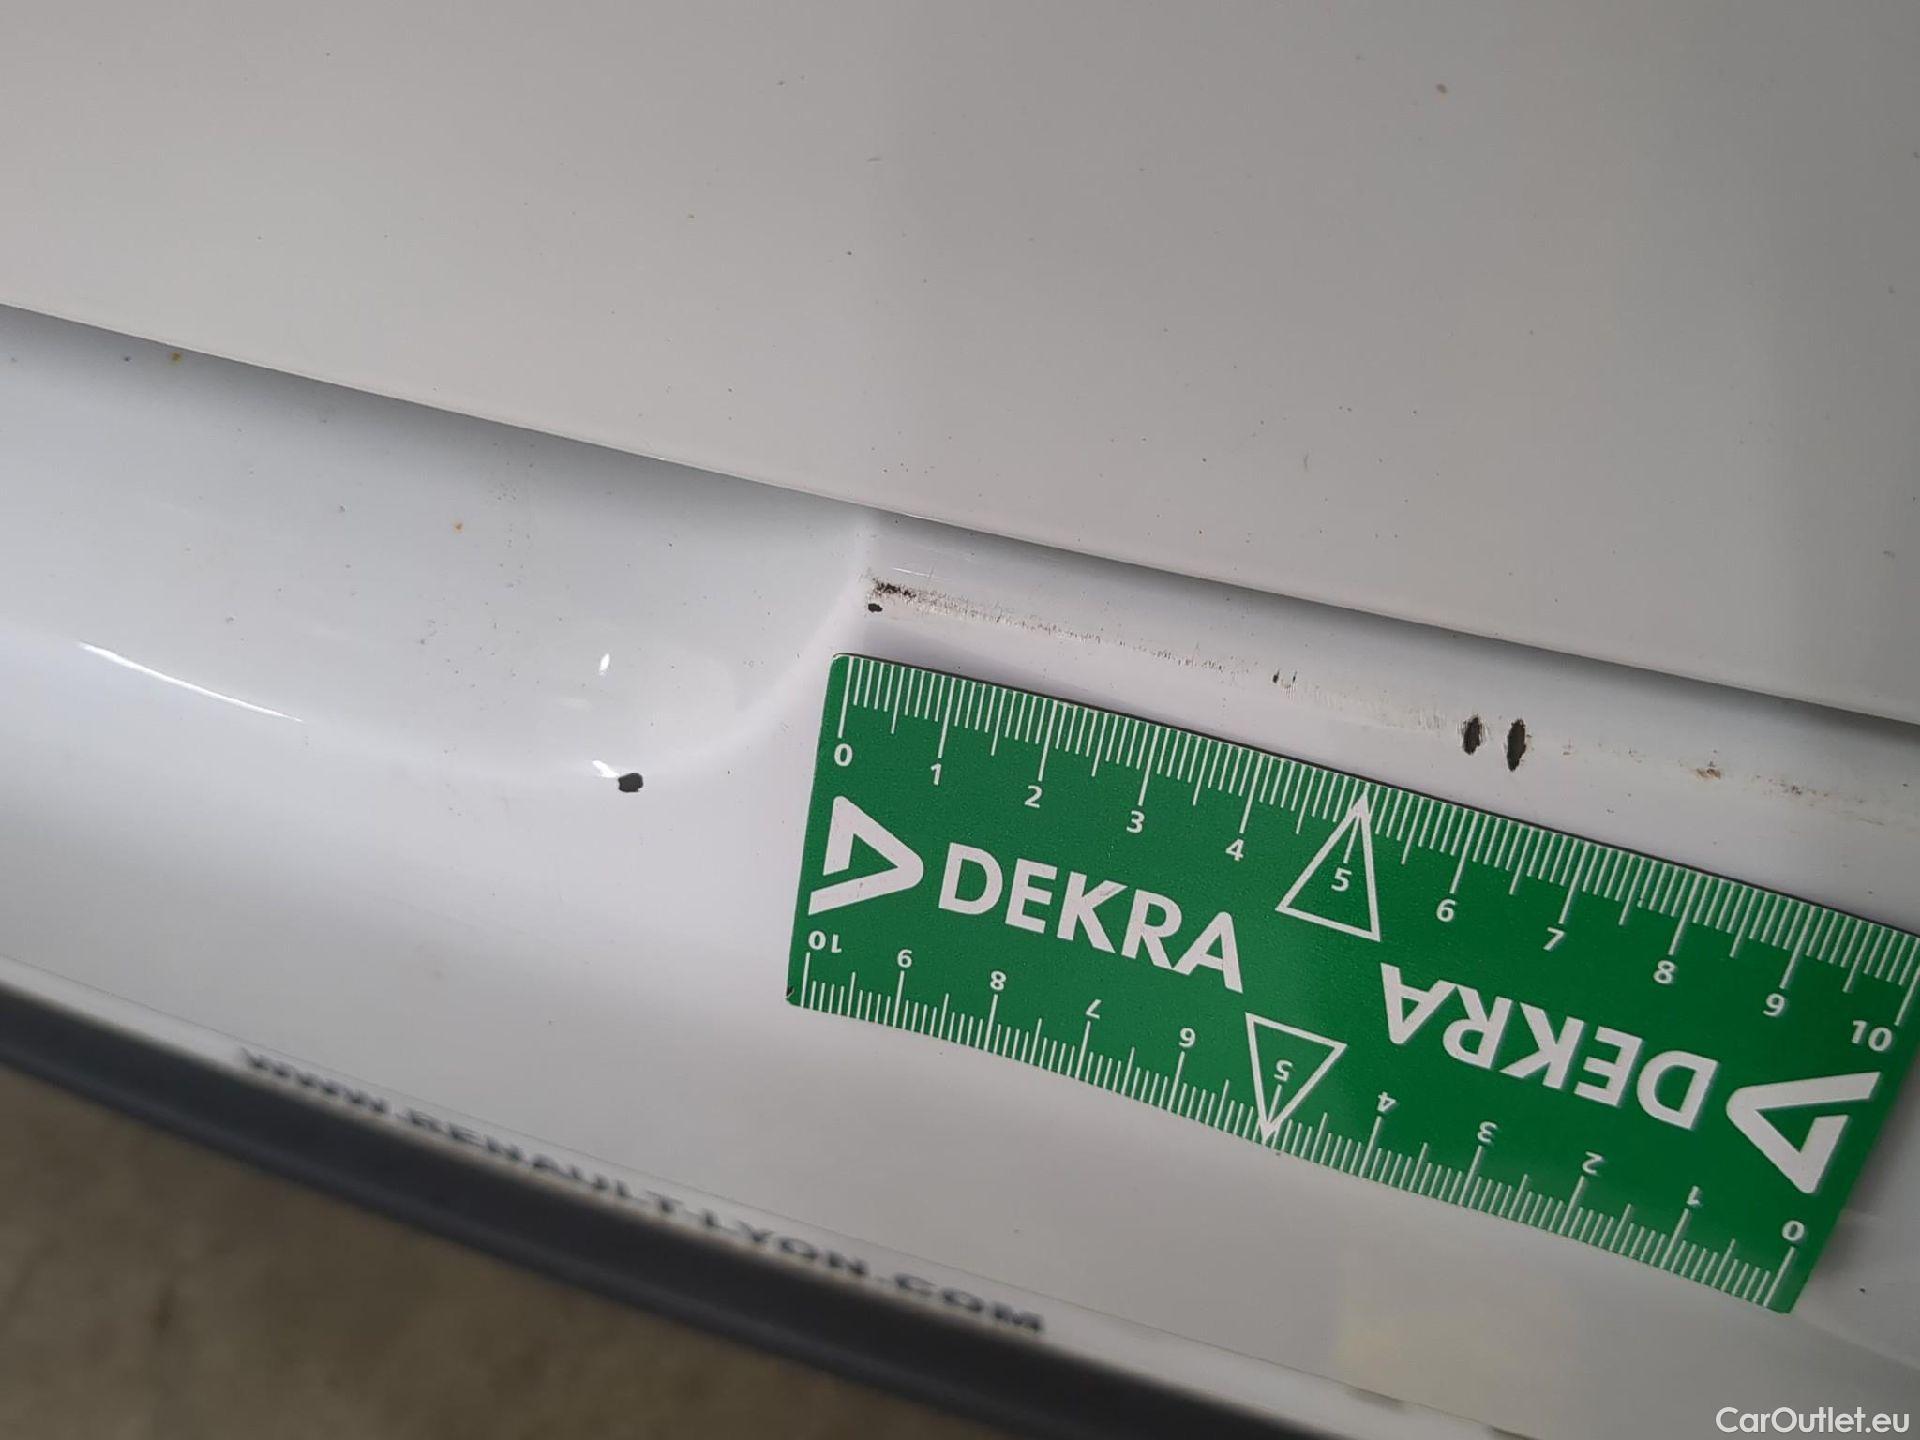 0 1 2 3 4 5 6 7 8 9 10
DEKRA
DEKRA
10 9 8 7 6 5 4 3 2 1 0
WWW.RENAULT-LYON.COM
CarOutlet.eu